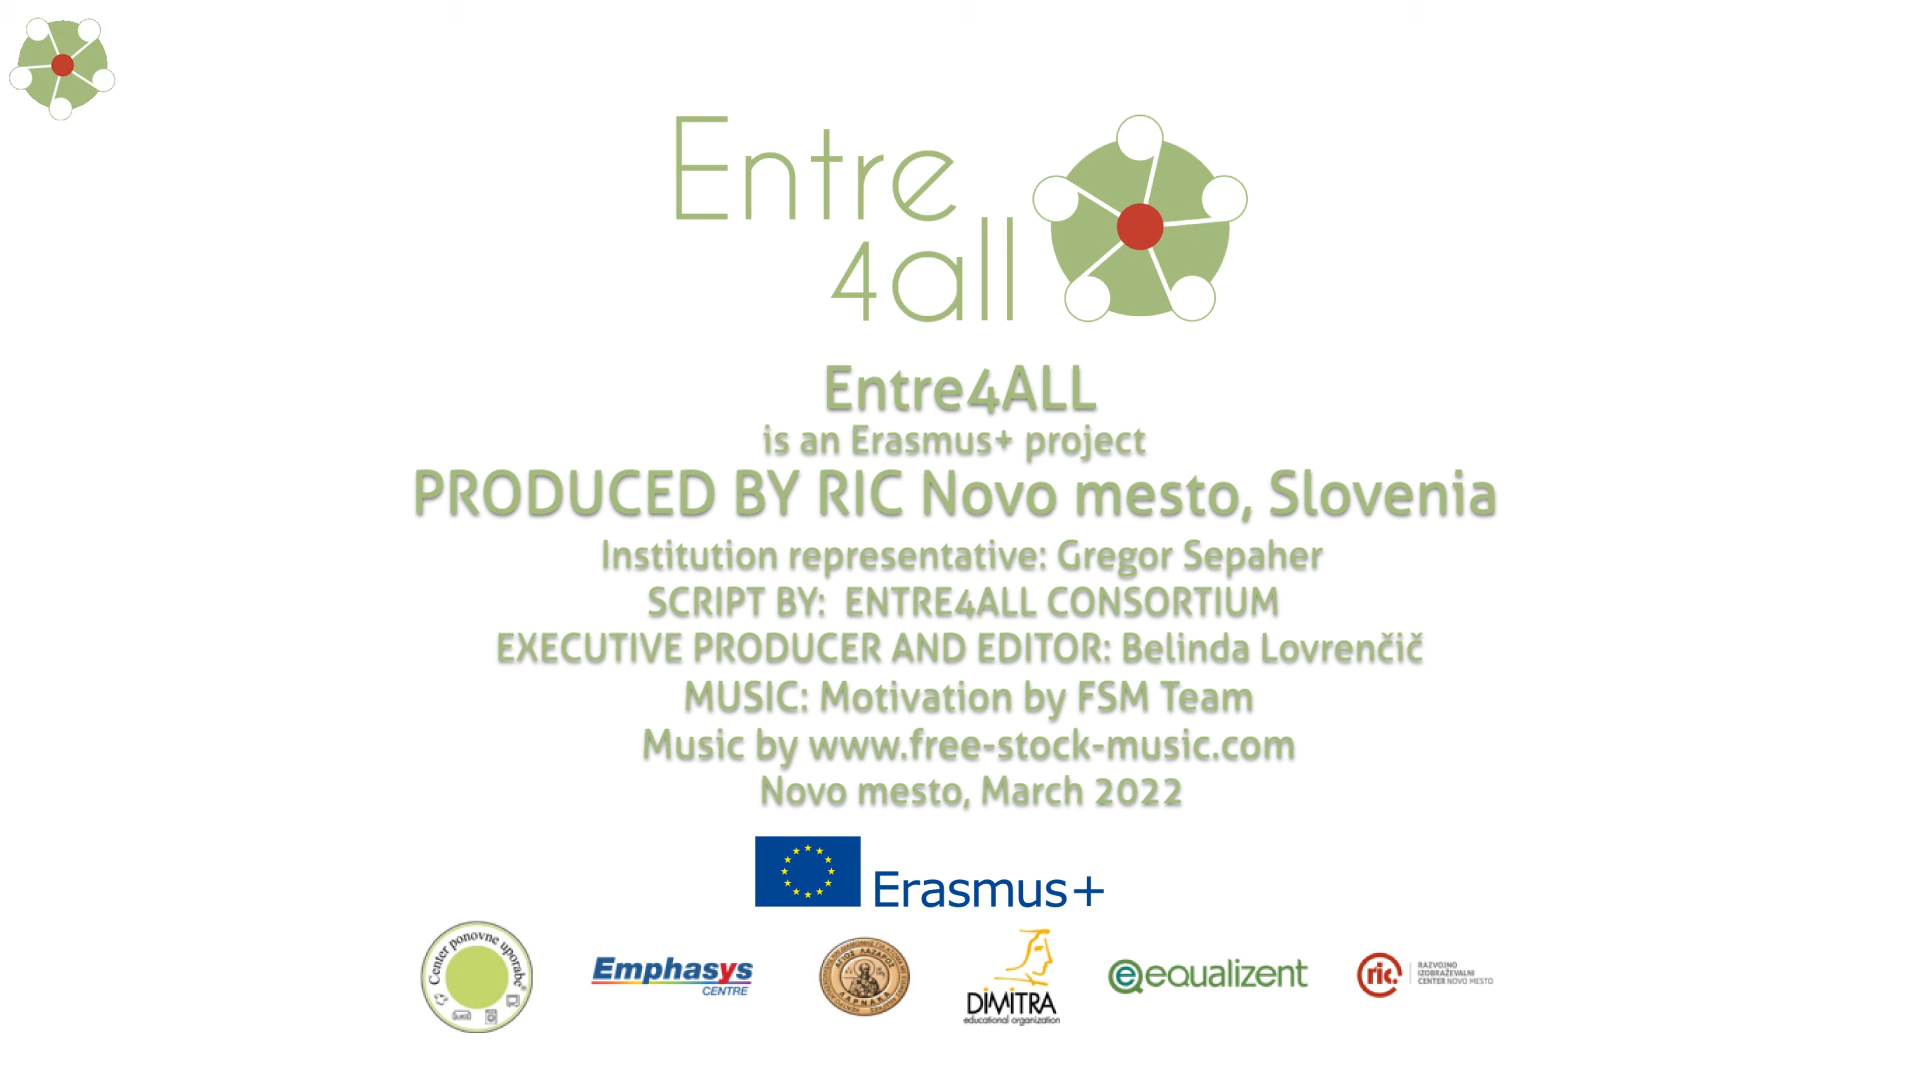 Entre
4all
Entre4ALL
is an Erasmus+ project
PRODUCED BY RIC Novo mesto, Slovenia
Institution representative: Gregor Sepaher
SCRIPT BY: ENTRE4ALL CONSORTIUM
EXECUTIVE PRODUCER AND EDITOR: Belinda Lovrenčič
MUSIC: Motivation by FSM Team
Music by www.free-stock-music.com
Novo mesto, March 2022
Erasmus+
Center ponovne uporabe®
Emphasys
CENTRE
ΑΓΙΟΣ ΛΑΖΑΡΟΣ
ΛΑΡΝΑΚΑ
DIMITRA
educational organization
e equalizent
ric.
RAZVOJNO
IZOBRAŽEVALNI
CENTER NOVO MESTO